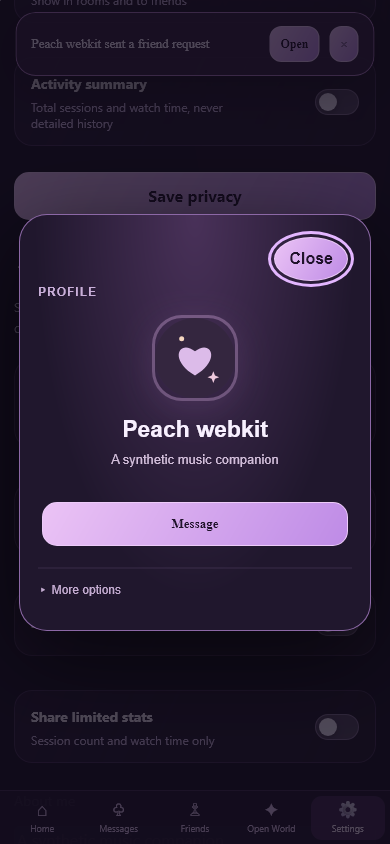 Show in rooms and to friends
Peach webkit sent a friend request
Open
×
Activity summary
Total sessions and watch time, never
detailed history
Save privacy
Close
PROFILE
Peach webkit
A synthetic music companion
Message
More options
Share limited stats
Session count and watch time only
Home
Messages
Friends
Open World
Settings